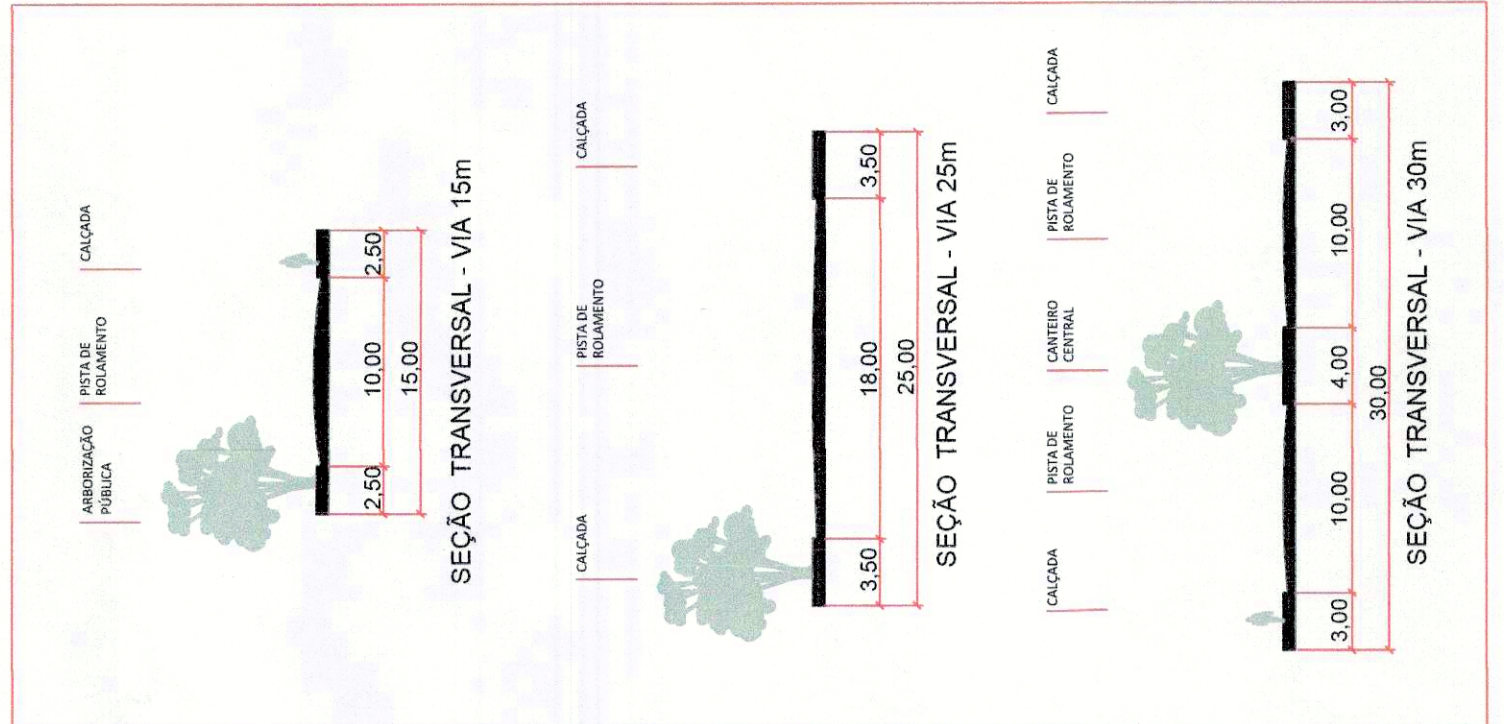 ARBORIZAÇÃO
PÚBLICA
PISTA DE
ROLAMENTO
CALÇADA
2,50
10,00
2,50
15,00
SEÇÃO TRANSVERSAL - VIA 15m
CALÇADA
PISTA DE
ROLAMENTO
CALÇADA
3,50
18,00
3,50
25,00
SEÇÃO TRANSVERSAL - VIA 25m
CALÇADA
PISTA DE
ROLAMENTO
CANTEIRO
CENTRAL
PISTA DE
ROLAMENTO
CALÇADA
3,00
10,00
4,00
10,00
3,00
30,00
SEÇÃO TRANSVERSAL - VIA 30m